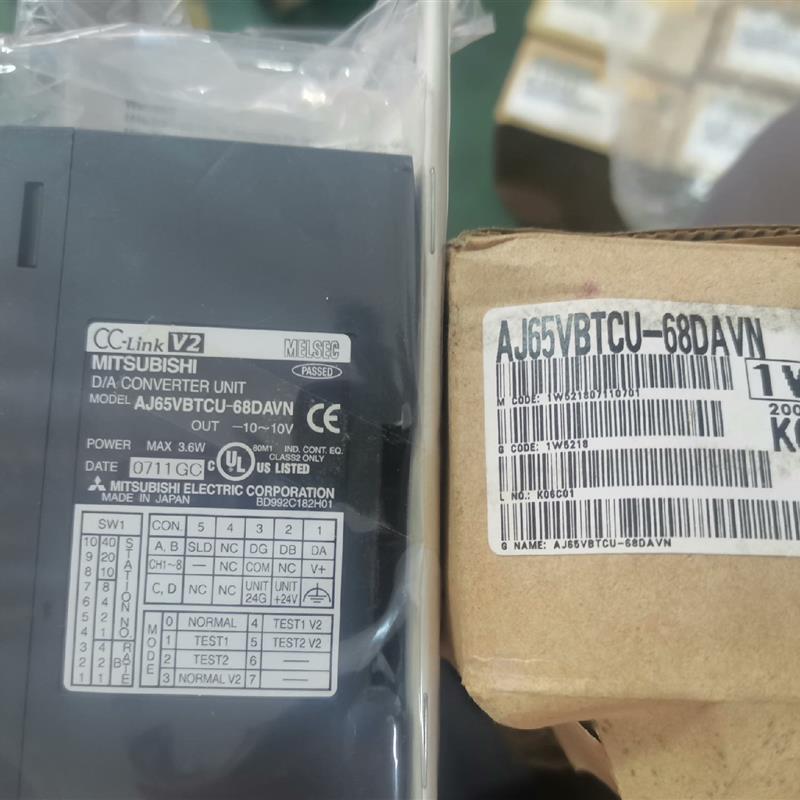 CC-Link V2 MELSEC
MITSUBISHI PASSED
D/A CONVERTER UNIT
MODEL AJ65VBTCU-68DAVN
OUT -10~10V
CE
POWER MAX 3.6W
80M1 IND. CONT. EQ.
CLASS2 ONLY
DATE 0711GC C UL US LISTED
MITSUBISHI ELECTRIC CORPORATION
MADE IN JAPAN BD992C182H01
SW1
10 40
9 20
8 10
7 8
6 4
5 2
4 1
3 4
2 2
1 1
STATION NO.
B RATE
CON. 5 4 3 2 1
A, B SLD NC DG DB DA
CH1~8 — NC COM NC V+
C, D NC NC UNIT 24G UNIT +24V
MODE
0 NORMAL 4 TEST1 V2
1 TEST1 5 TEST2 V2
2 TEST2 6 —
3 NORMAL V2 7 —
AJ65VBTCU-68DAVN
M CODE: 1W521807110701
G CODE: 1W5218
L NO.: K06C01
G NAME: AJ65VBTCU-68DAVN